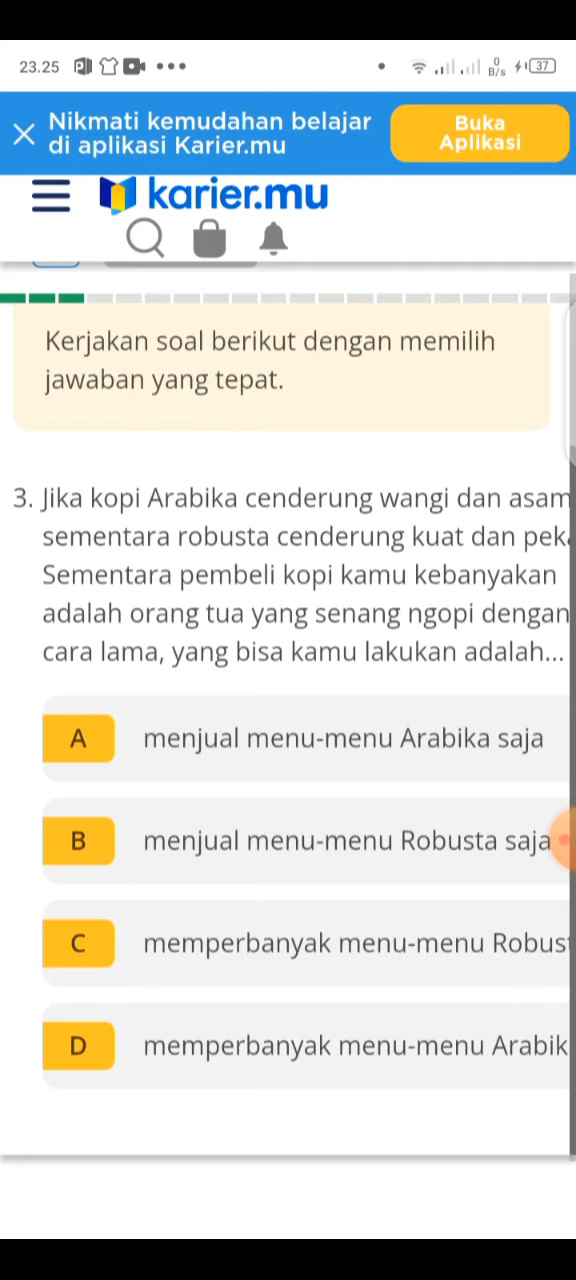 23.25
0
B/s
37
Nikmati kemudahan belajar
di aplikasi Karier.mu
Buka
Aplikasi
karier.mu
Kerjakan soal berikut dengan memilih
jawaban yang tepat.
3. Jika kopi Arabika cenderung wangi dan asam
sementara robusta cenderung kuat dan
Sementara pembeli kopi kamu kebanyakan
adalah orang tua yang senang ngopi dengan
cara lama, yang bisa kamu lakukan adalah...
A menjual menu-menu Arabika saja
B menjual menu-menu Robusta saja
C memperbanyak menu-menu
D memperbanyak menu-menu